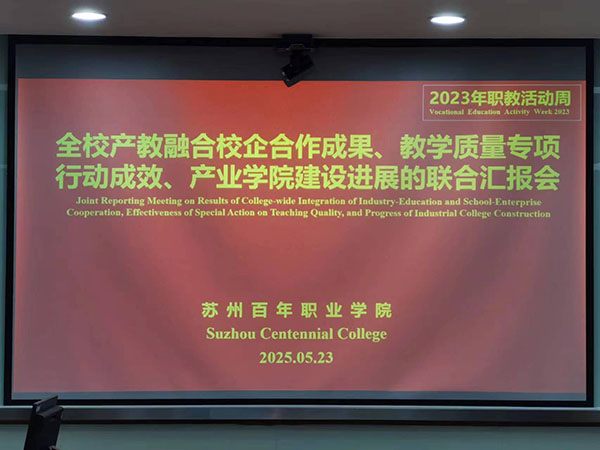 2023年职教活动周
Vocational Education Activity Week 2023
全校产教融合校企合作成果、教学质量专项
行动成效、产业学院建设进展的联合汇报会
Joint Reporting Meeting on Results of College-wide Integration of Industry-Education and School-Enterprise
Cooperation, Effectiveness of Special Action on Teaching Quality, and Progress of Industrial College Construction
苏州百年职业学院
Suzhou Centennial College
2025.05.23